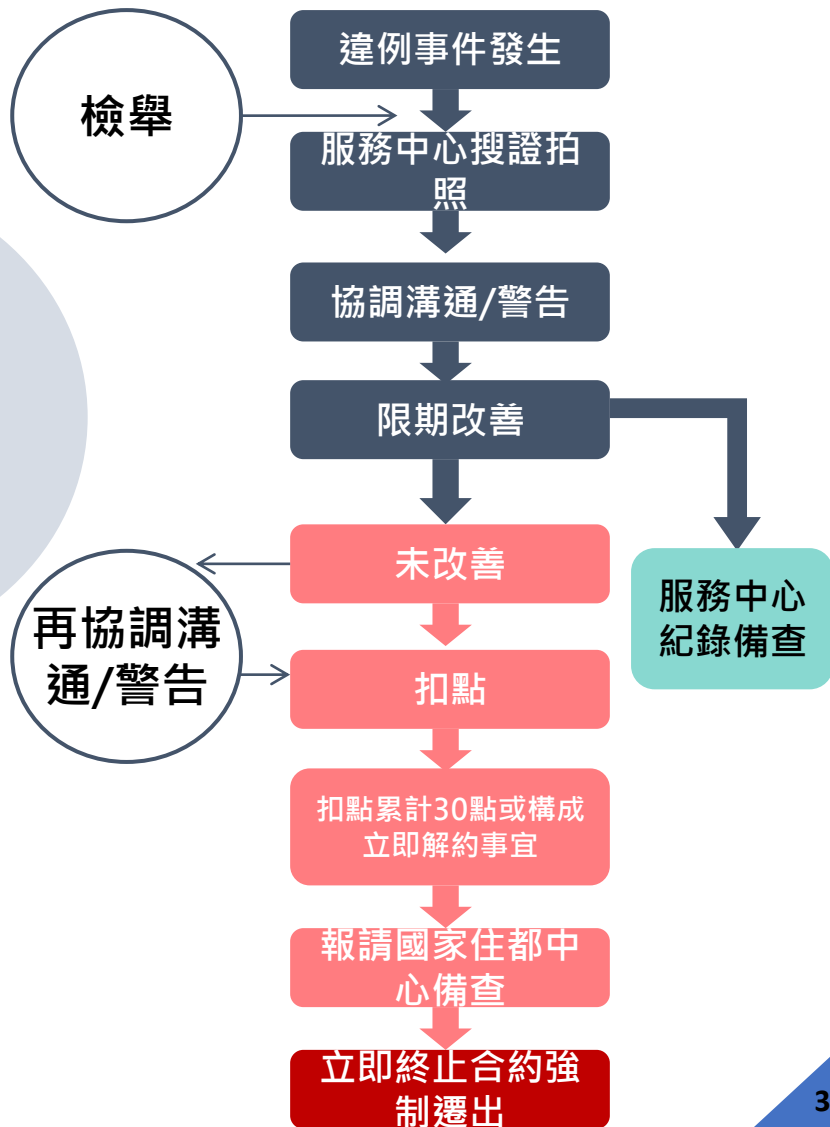 違例事件發生
檢舉
服務中心搜證拍
照
協調溝通/警告
限期改善
未改善
服務中心
紀錄備查
再協調溝
通/警告
扣點
扣點累計30點或構成
立即解約事宜
報請國家住都中
心備查
立即終止合約強
制遷出
3